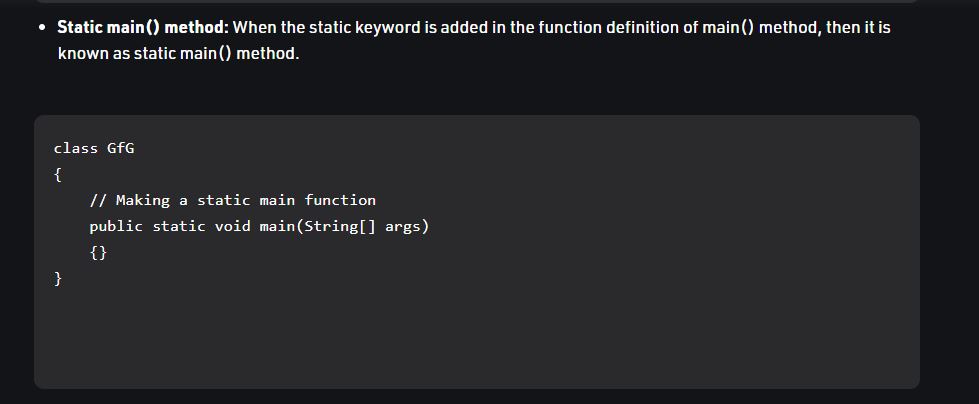 • Static main() method: When the static keyword is added in the function definition of main() method, then it is
known as static main() method.
class GfG
{
    // Making a static main function
    public static void main(String[] args)
    {}
}